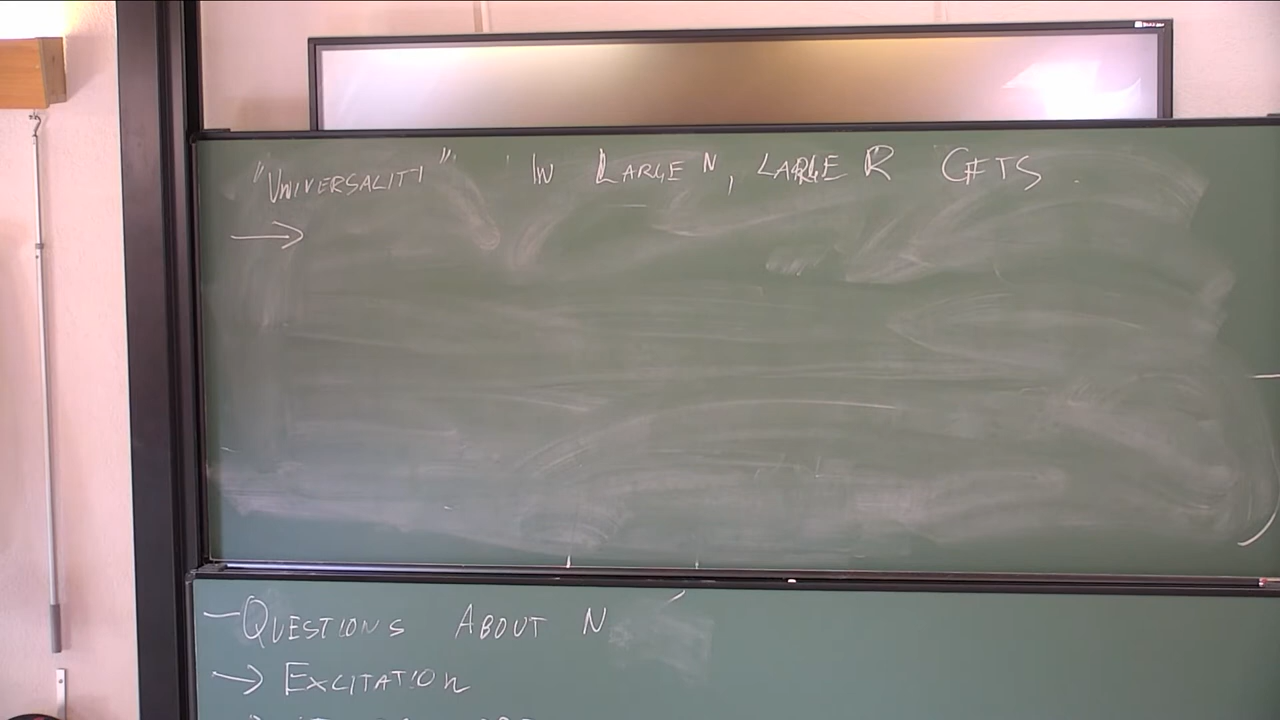 "UNIVERSALITY" IN LARGE N, LARGE R CFTS.
→
— QUESTIONS ABOUT N
→ EXCITATION